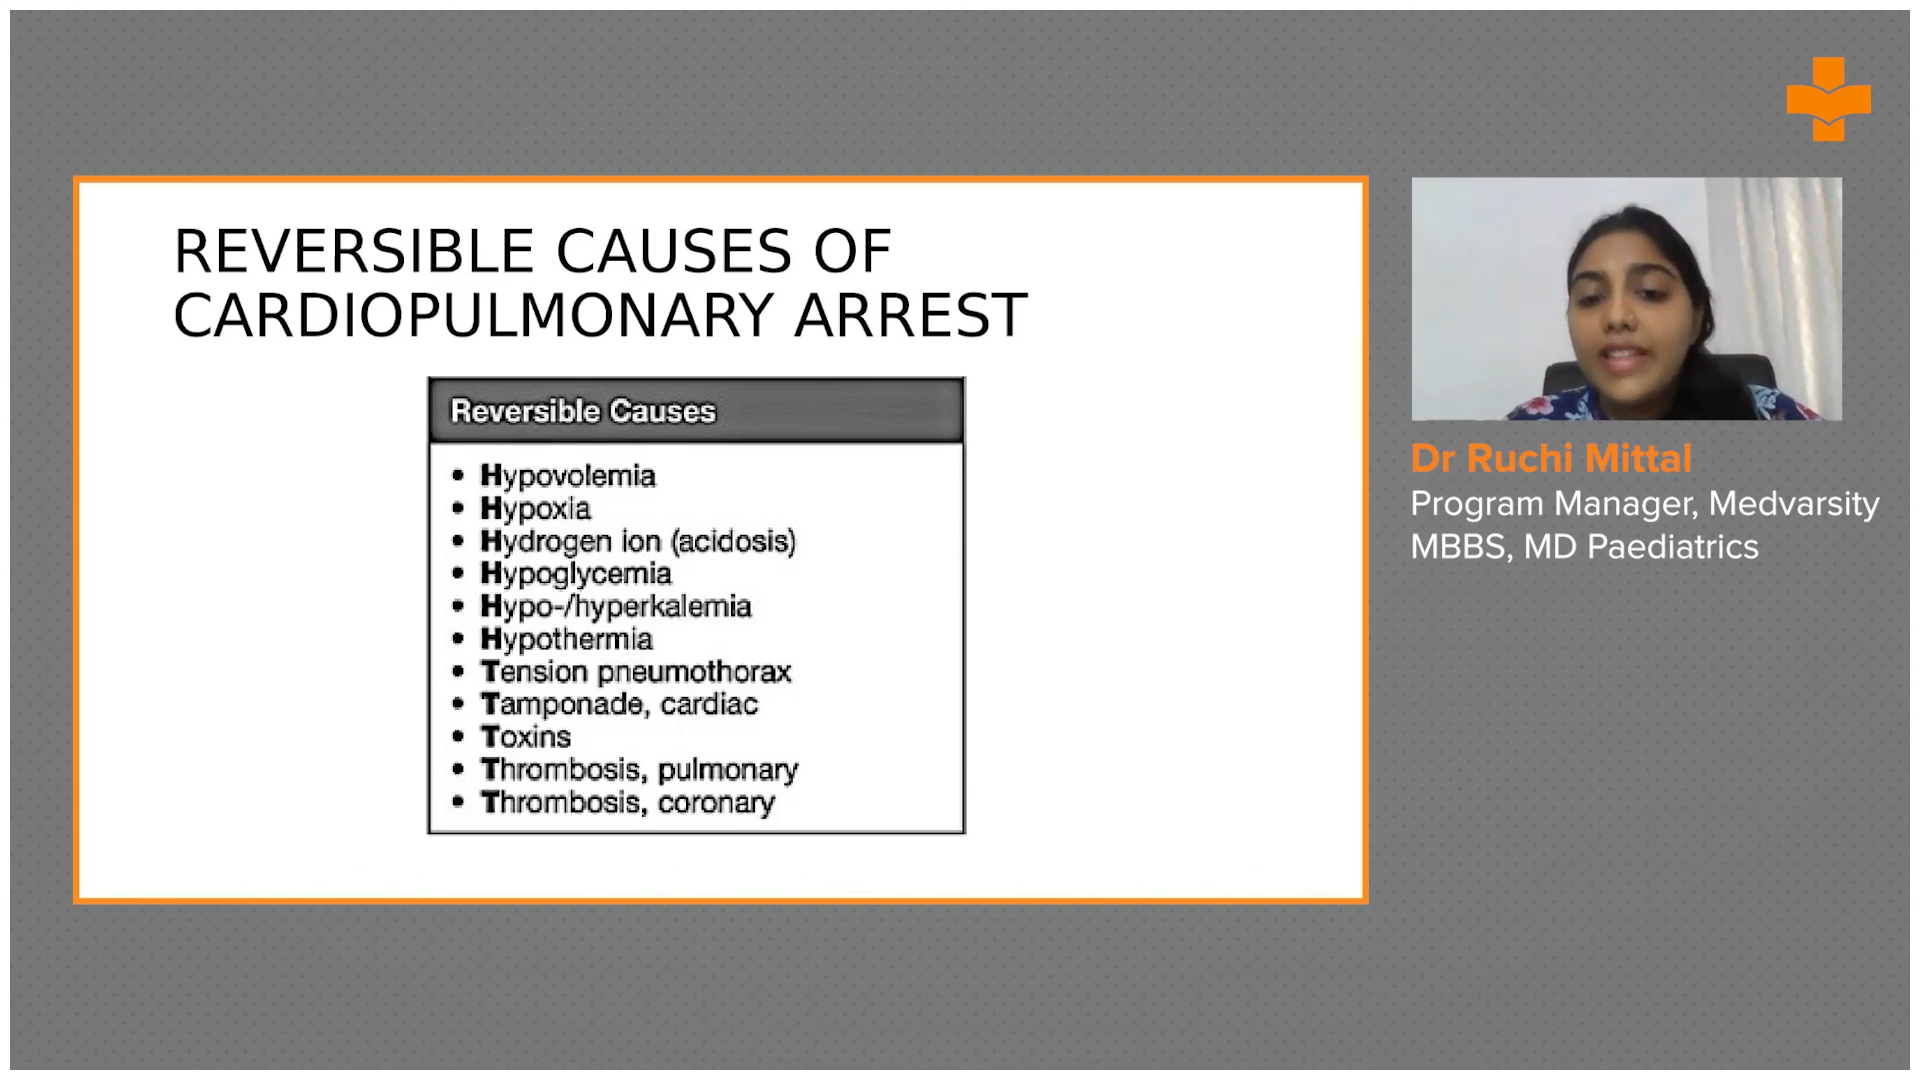 REVERSIBLE CAUSES OF
CARDIOPULMONARY ARREST
Reversible Causes
• Hypovolemia
• Hypoxia
• Hydrogen ion (acidosis)
• Hypoglycemia
• Hypo-/hyperkalemia
• Hypothermia
• Tension pneumothorax
• Tamponade, cardiac
• Toxins
• Thrombosis, pulmonary
• Thrombosis, coronary
Dr Ruchi Mittal
Program Manager, Medvarsity
MBBS, MD Paediatrics